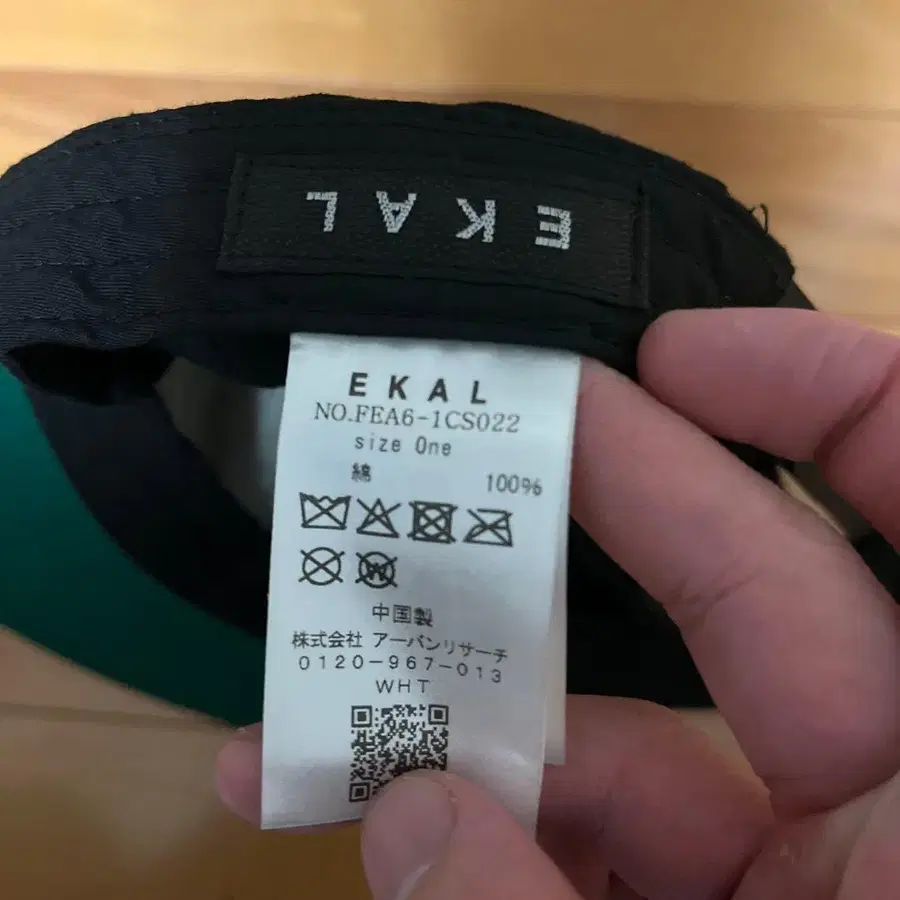 EKAL
EKAL
NO.FEA6-1CS022
size One
綿 100%
中国製
株式会社 アーバンリサーチ
0120-967-013
WHT